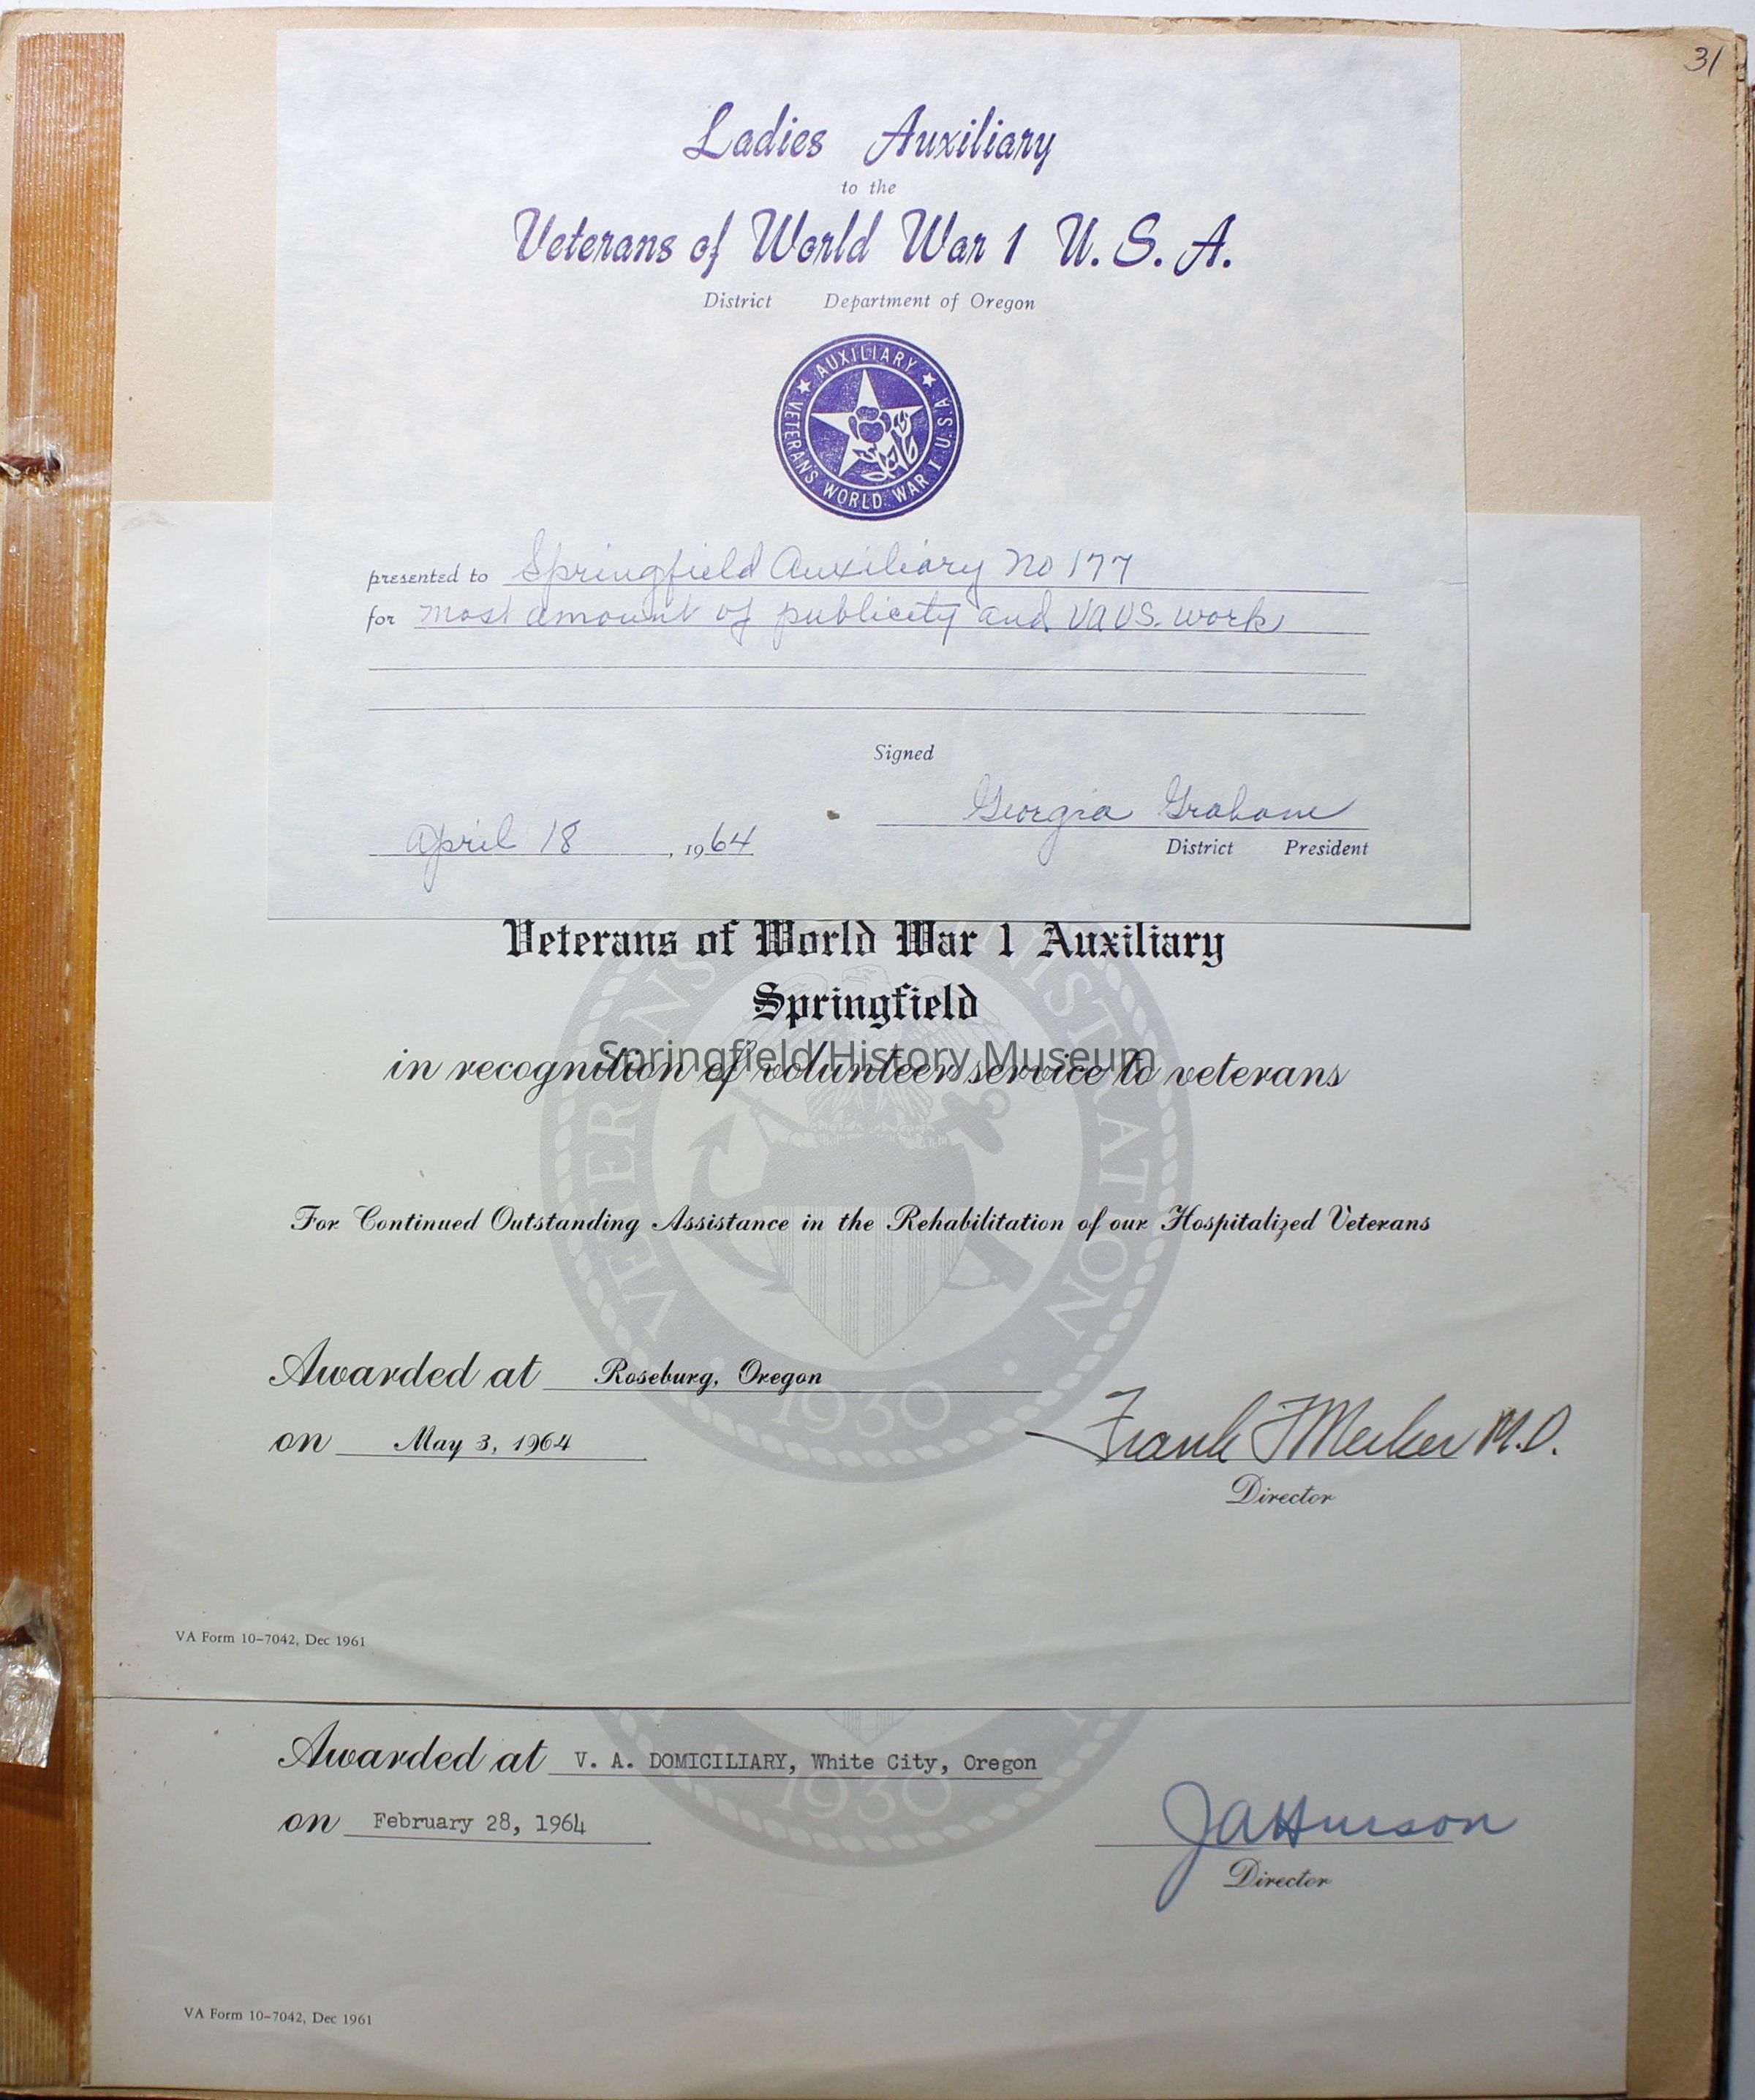 31
Ladies Auxiliary
to the
Veterans of World War 1 U. S. A.
District Department of Oregon
AUXILIARY
VETERAN'S WORLD WAR I U.S.A
presented to Springfield Auxiliary No 177
for most amount of publicity and VAVS. work
Signed
Georgia Graham
April 18, 1964
District President
Veterans of World War 1 Auxiliary
Springfield
Springfield History Museum
in recognition of volunteer service to veterans
For Continued Outstanding Assistance in the Rehabilitation of our Hospitalized Veterans
Awarded at Roseburg, Oregon
1930
on May 3, 1964
Frank F Meeker M.D.
Director
VA Form 10-7042, Dec 1961
Awarded at V. A. DOMICILIARY, White City, Oregon
1930
on February 28, 1964
Director
VA Form 10-7042, Dec 1961